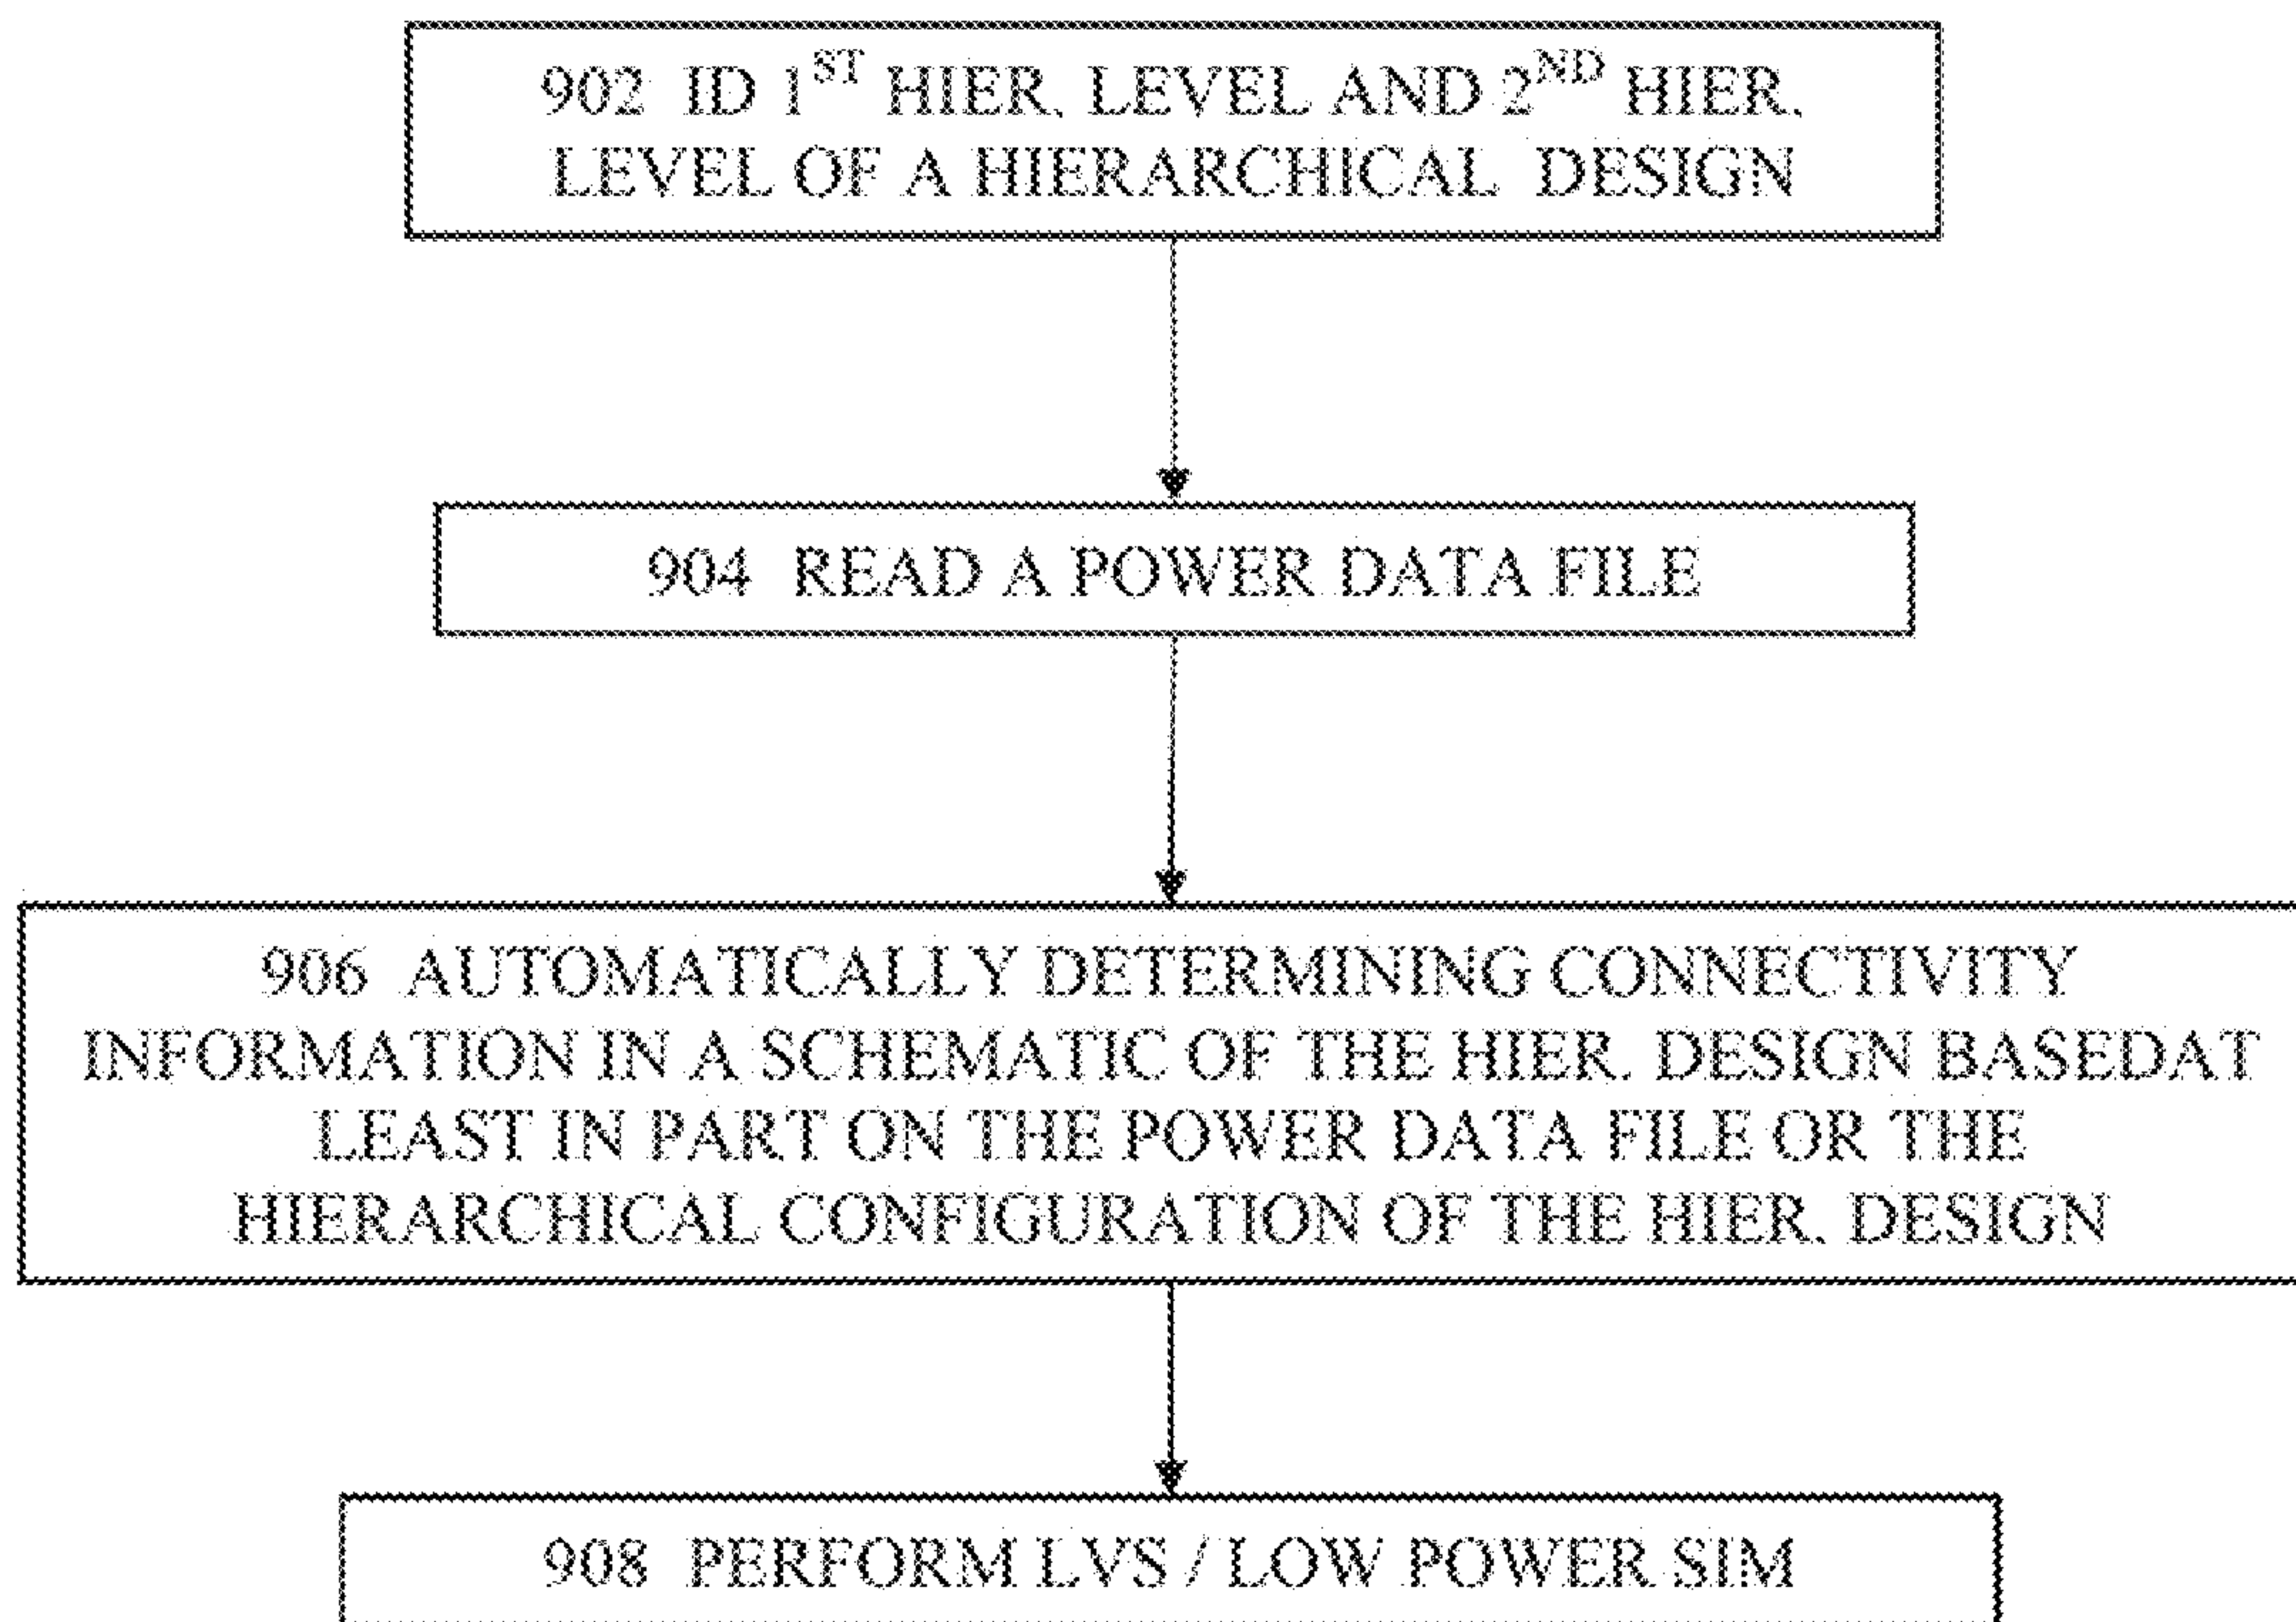 902 ID 1ST HIER. LEVEL AND 2ND HIER.
LEVEL OF A HIERARCHICAL DESIGN
904 READ A POWER DATA FILE
906 AUTOMATICALLY DETERMINING CONNECTIVITY
INFORMATION IN A SCHEMATIC OF THE HIER. DESIGN BASEDAT
LEAST IN PART ON THE POWER DATA FILE OR THE
HIERARCHICAL CONFIGURATION OF THE HIER. DESIGN
908 PERFORM LVS / LOW POWER SIM